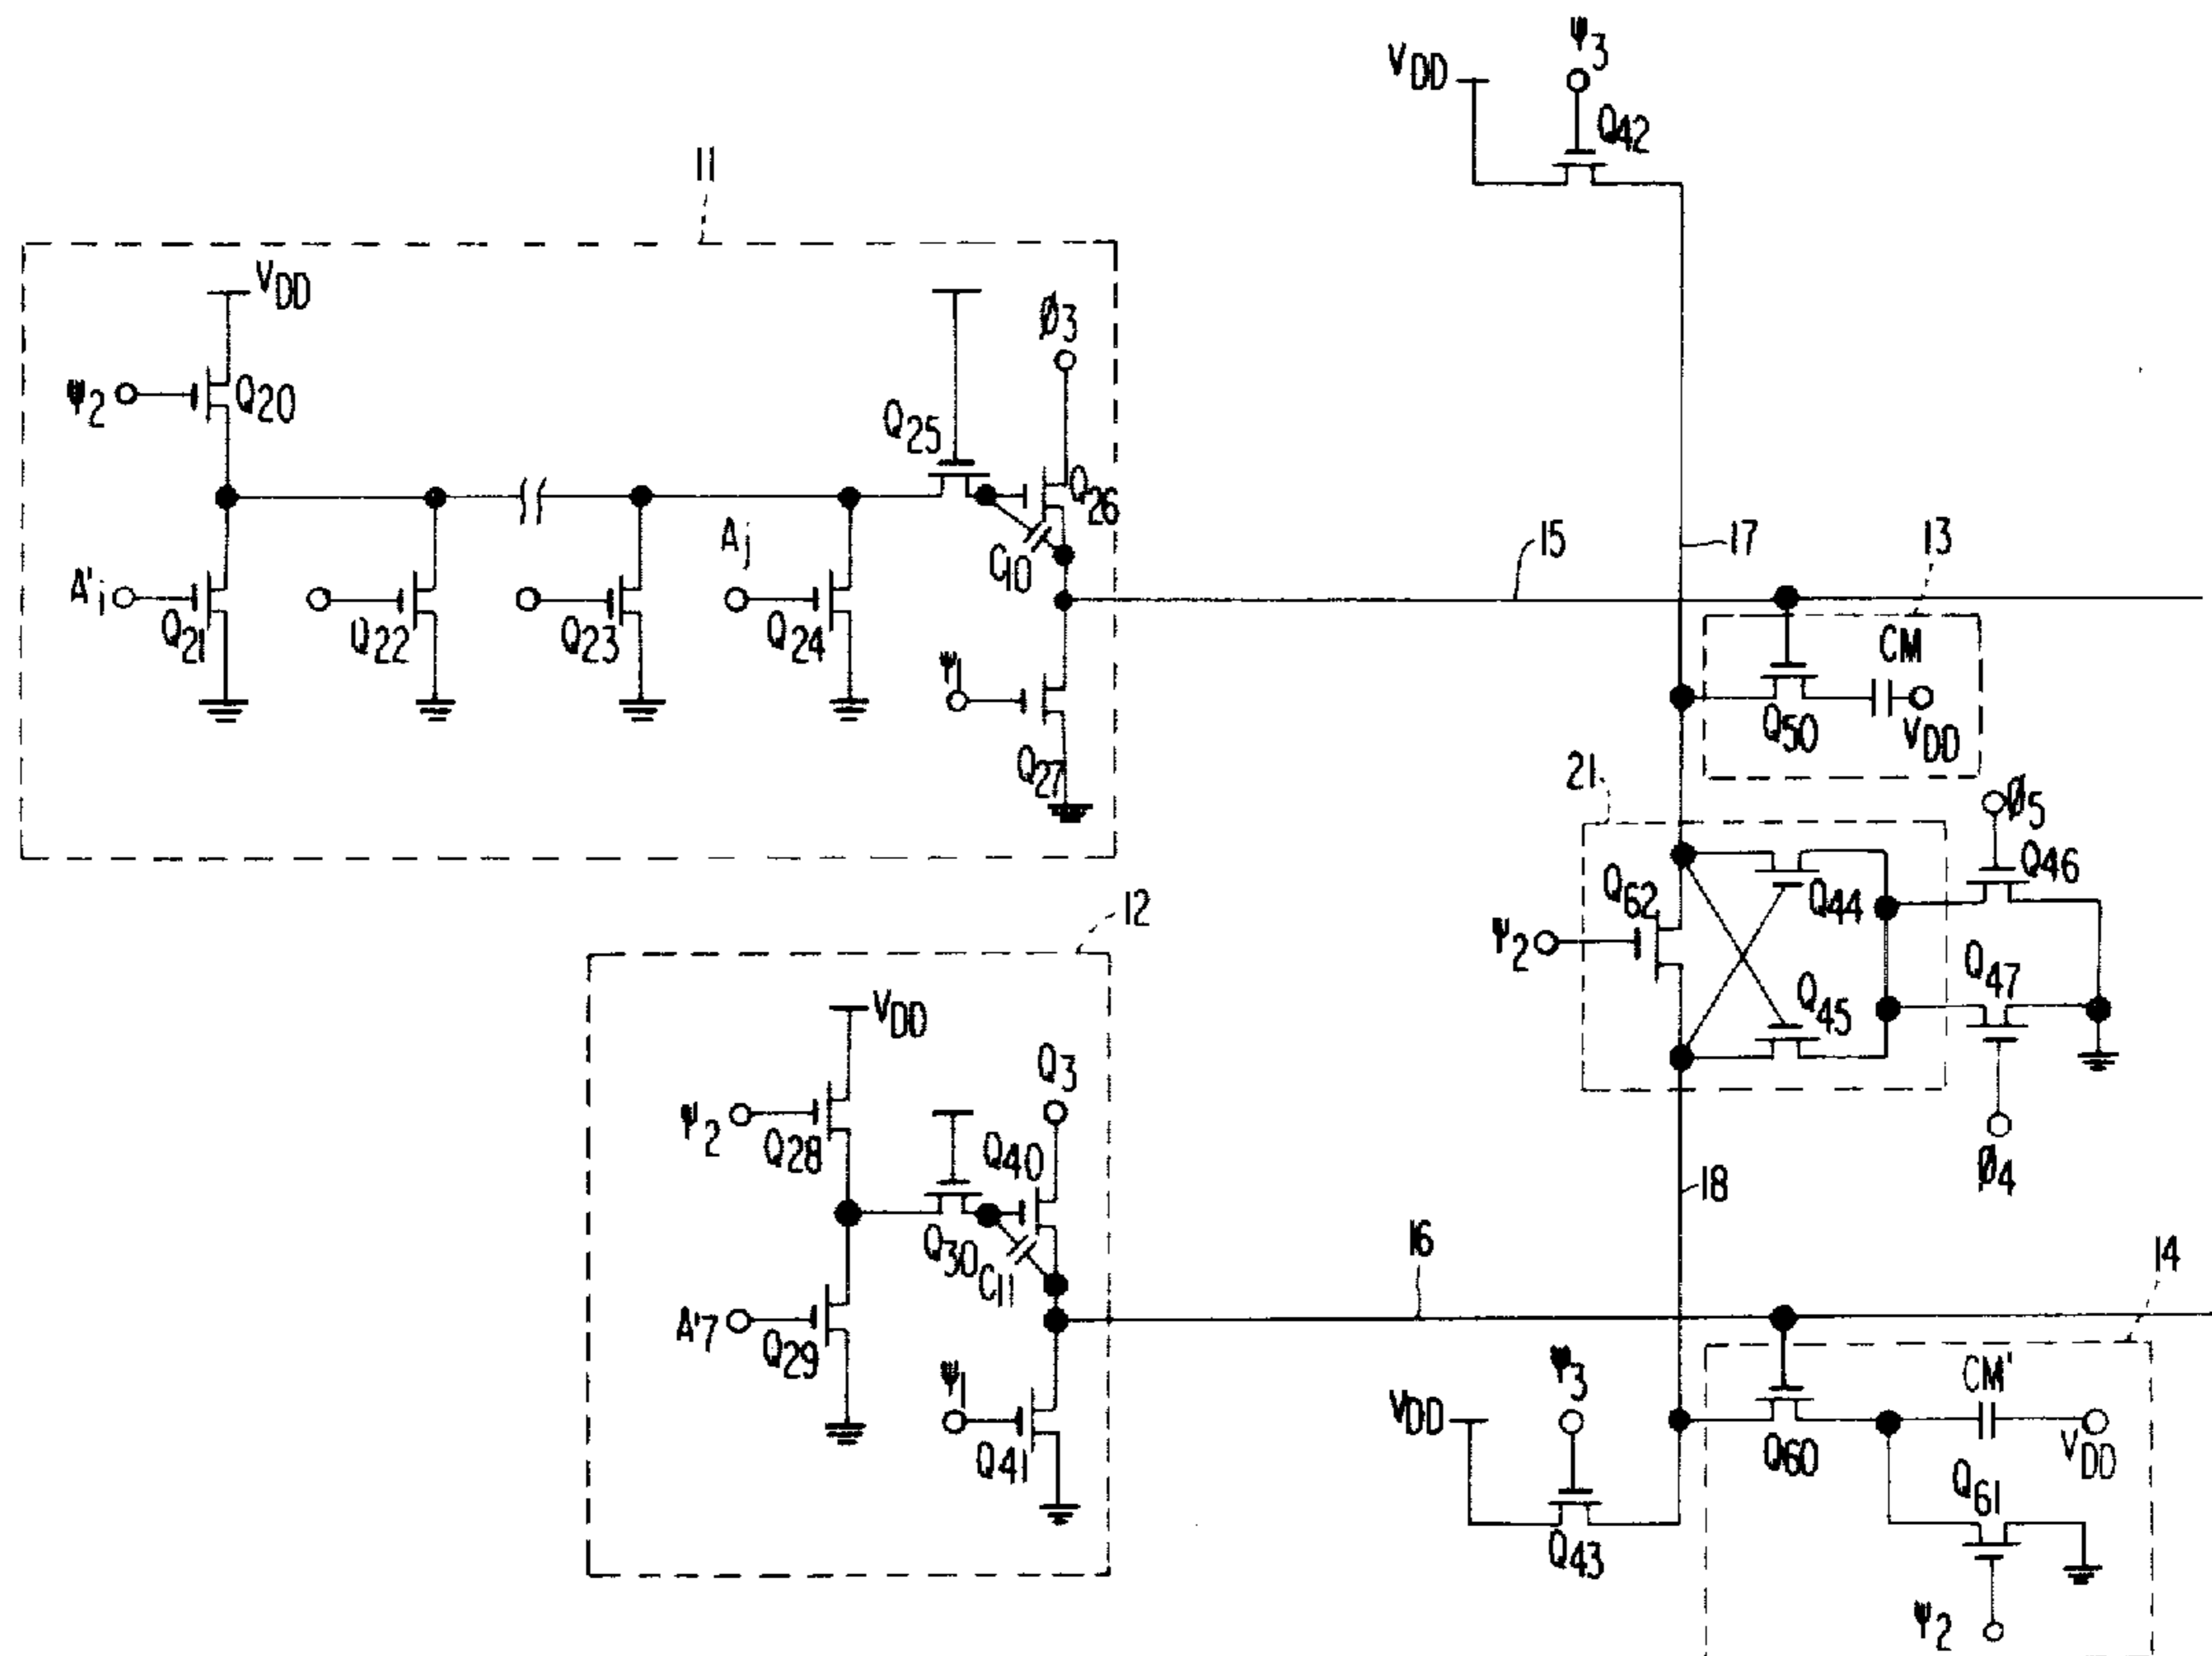 Ψ3
VDD
Q42
11
VDD
Ø3
Ψ2
Q20
Q25
Q26
C10
15
17
13
Aj
A'i
Q21
Q22
Q23
Q24
Ψ1
Q27
CM
Q50
VDD
21
Ø5
Q46
Q62
Q44
Ψ2
Q47
Q45
Ø4
12
VDD
Q3
Ψ2
Q28
Q40
Q30
C11
18
16
14
A'7
Q29
Ψ1
Q41
Ψ3
VDD
Q43
CM'
Q60
VDD
Q61
Ψ2